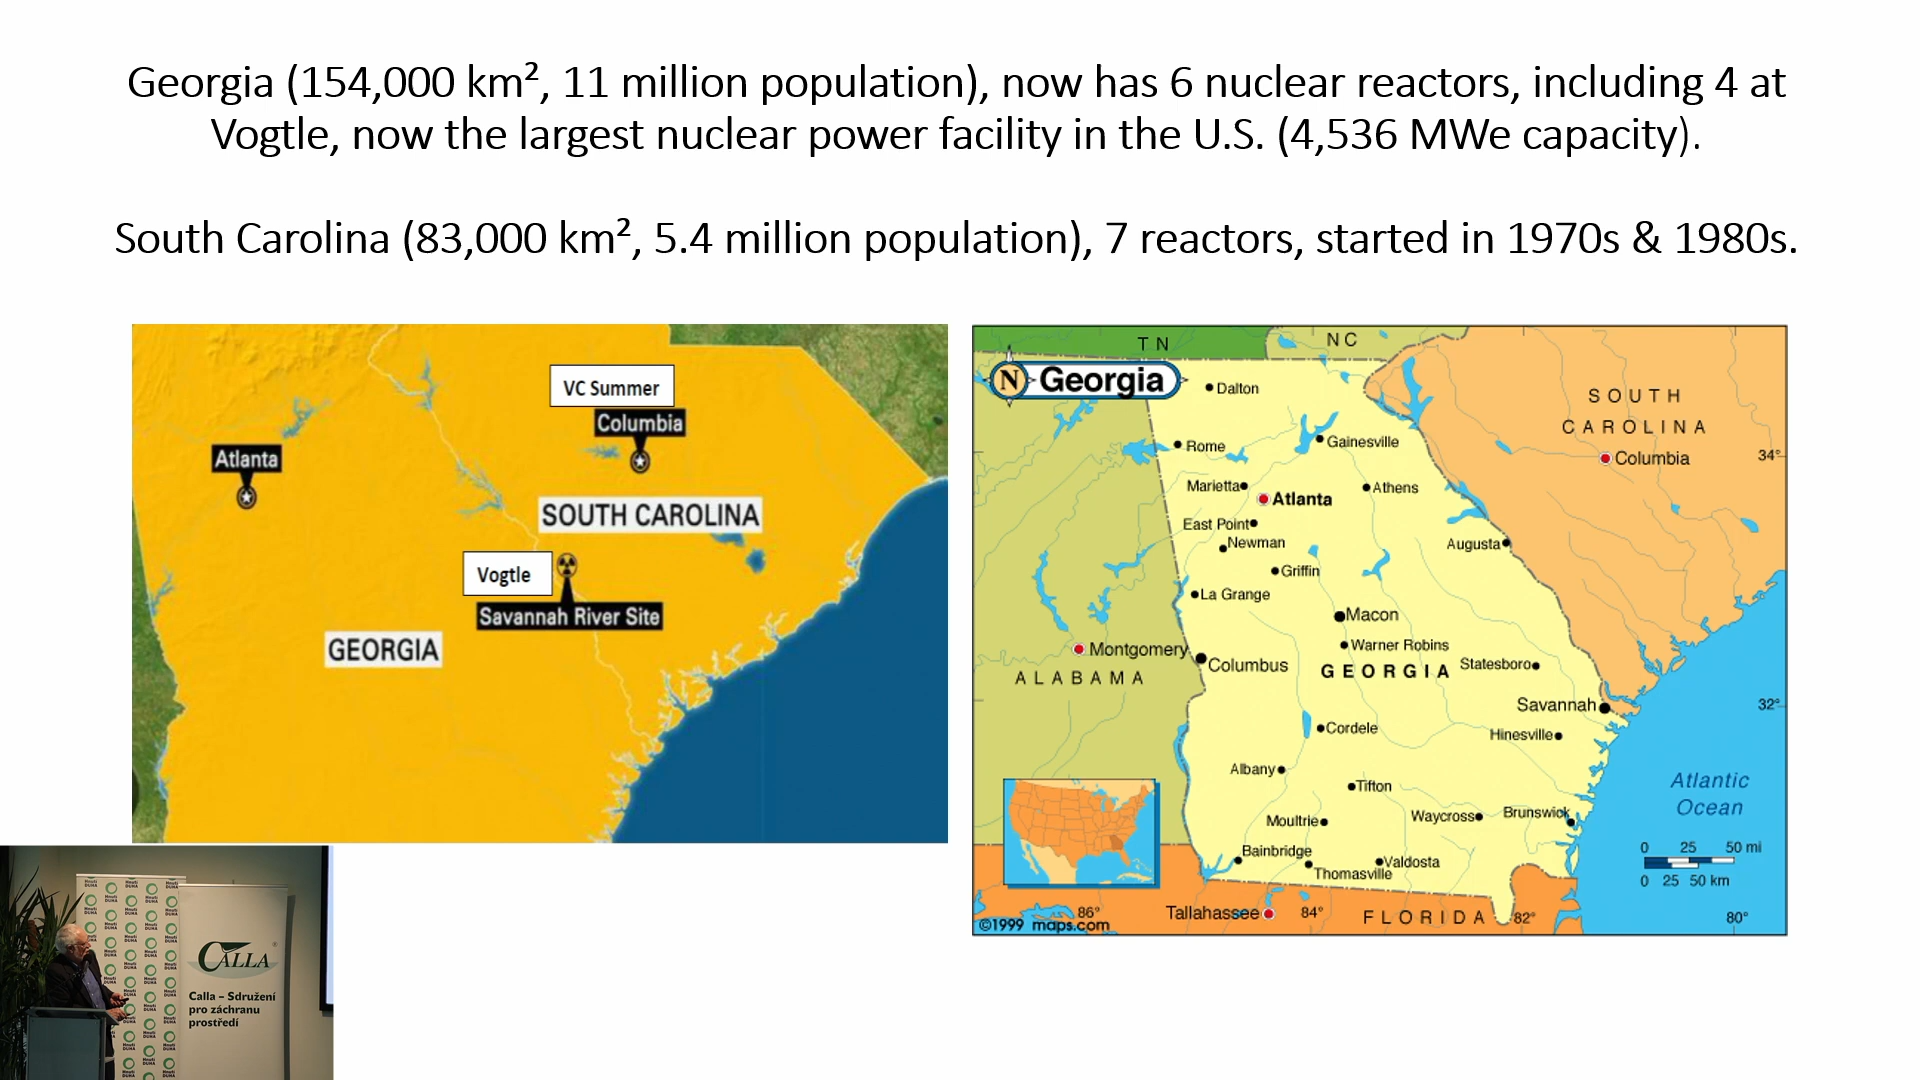 Georgia (154,000 km², 11 million population), now has 6 nuclear reactors, including 4 at
Vogtle, now the largest nuclear power facility in the U.S. (4,536 MWe capacity).
South Carolina (83,000 km², 5.4 million population), 7 reactors, started in 1970s & 1980s.
VC Summer
Columbia
Atlanta
SOUTH CAROLINA
Vogtle
Savannah River Site
GEORGIA
TN
NC
N
Georgia
Dalton
SOUTH
CAROLINA
Rome
Gainesville
Columbia
34°
Marietta
Atlanta
Athens
East Point
Newman
Augusta
Griffin
La Grange
Macon
Warner Robins
Montgomery
Columbus
GEORGIA
Statesboro
ALABAMA
Savannah
32°
Cordele
Hinesville
Albany
Tifton
Atlantic
Ocean
Moultrie
Waycross
Brunswick
Bainbridge
Valdosta
Thomasville
0 25 50 mi
0 25 50 km
86°
Tallahassee
84°
FLORIDA
82°
80°
©1999 maps.com
CALLA
Calla – Sdružení
pro záchranu
prostředí
Hnutí
DUHA